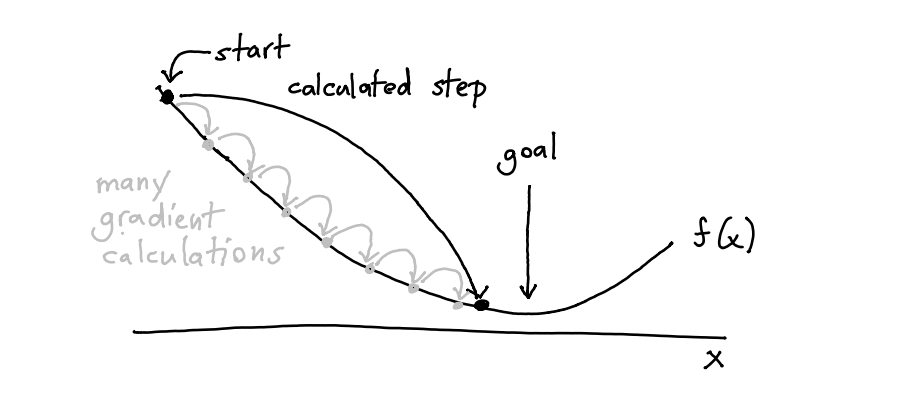 start
calculated step
goal
many
gradient
calculations
f(x)
x